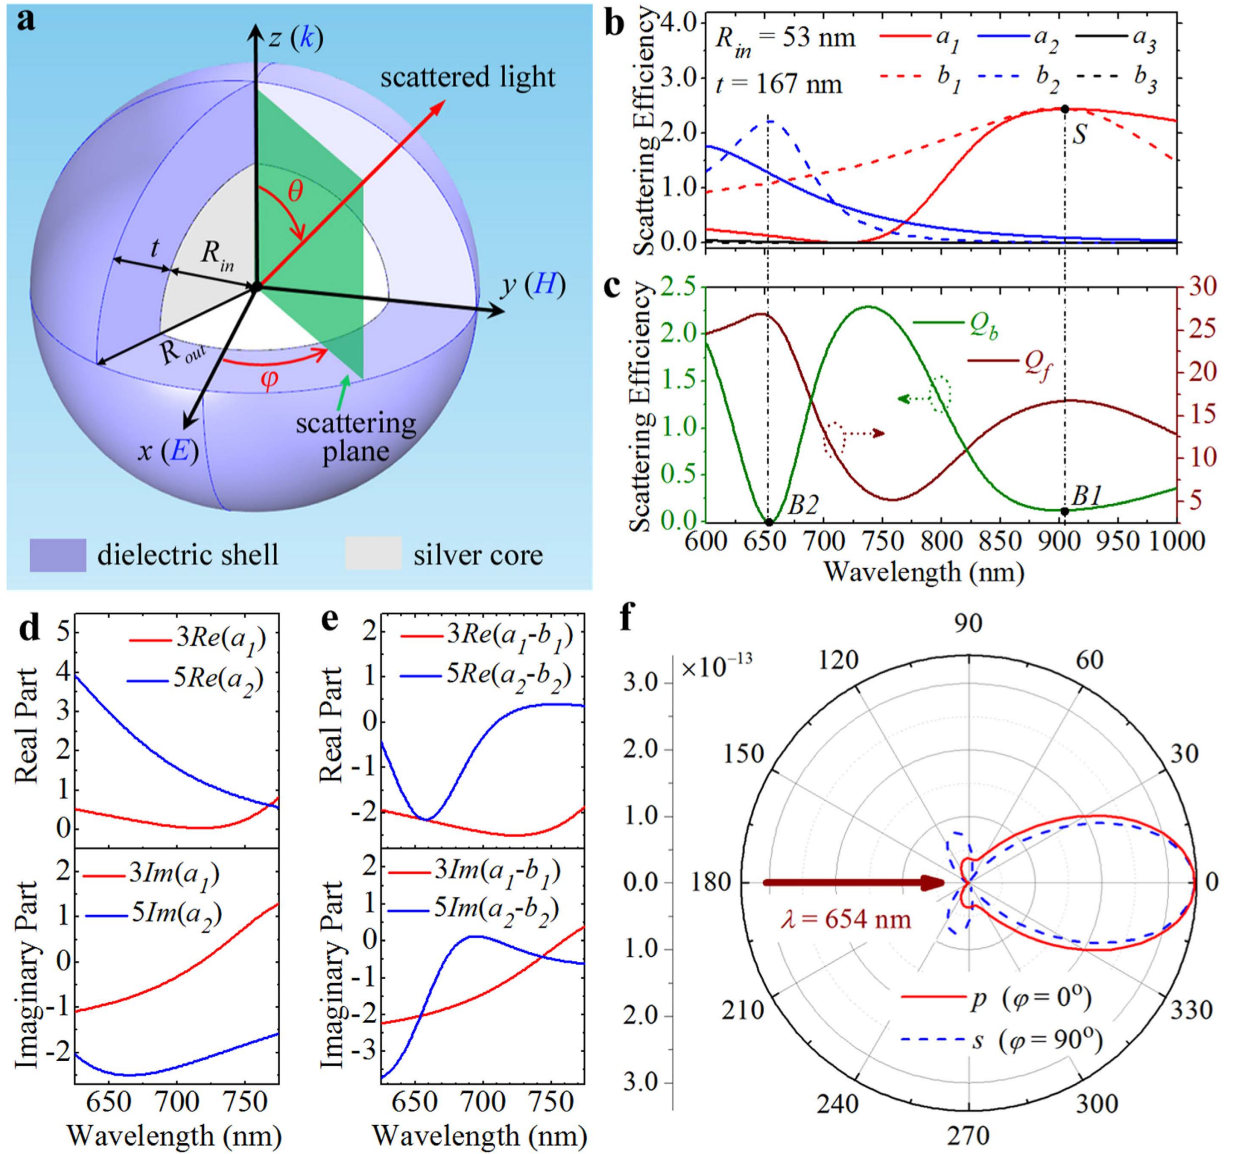 a
z (k)
scattered light
θ
t
R_in
y (H)
R_out
φ
x (E)
scattering
plane
dielectric shell
silver core
b
Scattering Efficiency
4.0
3.0
2.0
1.0
0.0
R_in = 53 nm
t = 167 nm
a_1
a_2
a_3
b_1
b_2
b_3
S
c
Scattering Efficiency
2.5
2.0
1.5
1.0
0.5
0.0
Q_b
Q_f
30
25
20
15
10
5
B2
B1
600 650 700 750 800 850 900 950 1000
Wavelength (nm)
d
Real Part
5
4
3
2
1
0
3Re(a_1)
5Re(a_2)
Imaginary Part
2
1
0
-1
-2
3Im(a_1)
5Im(a_2)
650 700 750
Wavelength (nm)
e
Real Part
2
1
0
-1
-2
3Re(a_1-b_1)
5Re(a_2-b_2)
Imaginary Part
2
1
0
-1
-2
-3
3Im(a_1-b_1)
5Im(a_2-b_2)
650 700 750
Wavelength (nm)
f
×10⁻¹³
3.0
2.0
1.0
0.0
1.0
2.0
3.0
90
120
60
150
30
180
0
λ = 654 nm
210
330
p (φ = 0°)
s (φ = 90°)
240
300
270